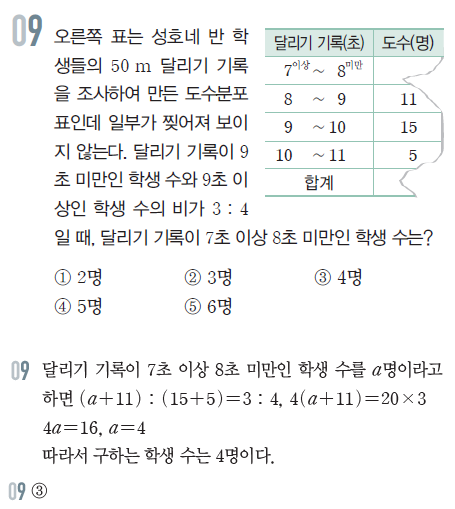 09 오른쪽 표는 성호네 반 학
생들의 50 m 달리기 기록
을 조사하여 만든 도수분포
표인데 일부가 찢어져 보이
지 않는다. 달리기 기록이 9
초 미만인 학생 수와 9초 이
상인 학생 수의 비가 3 : 4
일 때, 달리기 기록이 7초 이상 8초 미만인 학생 수는?
달리기 기록(초) 도수(명)
7이상 ~ 8미만
8 ~ 9 11
9 ~ 10 15
10 ~ 11 5
합계
① 2명 ② 3명 ③ 4명
④ 5명 ⑤ 6명
09 달리기 기록이 7초 이상 8초 미만인 학생 수를 a명이라고
하면 (a+11) : (15+5)=3 : 4, 4(a+11)=20×3
4a=16, a=4
따라서 구하는 학생 수는 4명이다.
09 ③